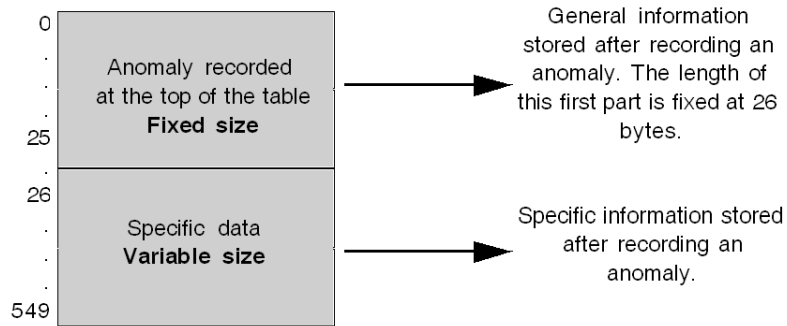 0
.
.
.
25
.
26
.
.
.
549
Anomaly recorded
at the top of the table
Fixed size
Specific data
Variable size
General information
stored after recording an
anomaly. The length of
this first part is fixed at 26
bytes.
Specific information stored
after recording an
anomaly.